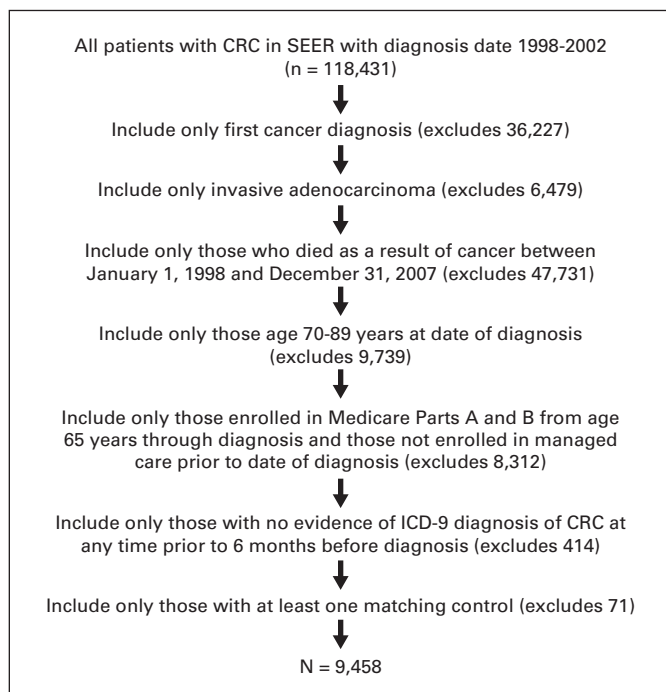 All patients with CRC in SEER with diagnosis date 1998-2002
(n = 118,431)
Include only first cancer diagnosis (excludes 36,227)
Include only invasive adenocarcinoma (excludes 6,479)
Include only those who died as a result of cancer between
January 1, 1998 and December 31, 2007 (excludes 47,731)
Include only those age 70-89 years at date of diagnosis
(excludes 9,739)
Include only those enrolled in Medicare Parts A and B from age
65 years through diagnosis and those not enrolled in managed
care prior to date of diagnosis (excludes 8,312)
Include only those with no evidence of ICD-9 diagnosis of CRC at
any time prior to 6 months before diagnosis (excludes 414)
Include only those with at least one matching control (excludes 71)
N = 9,458